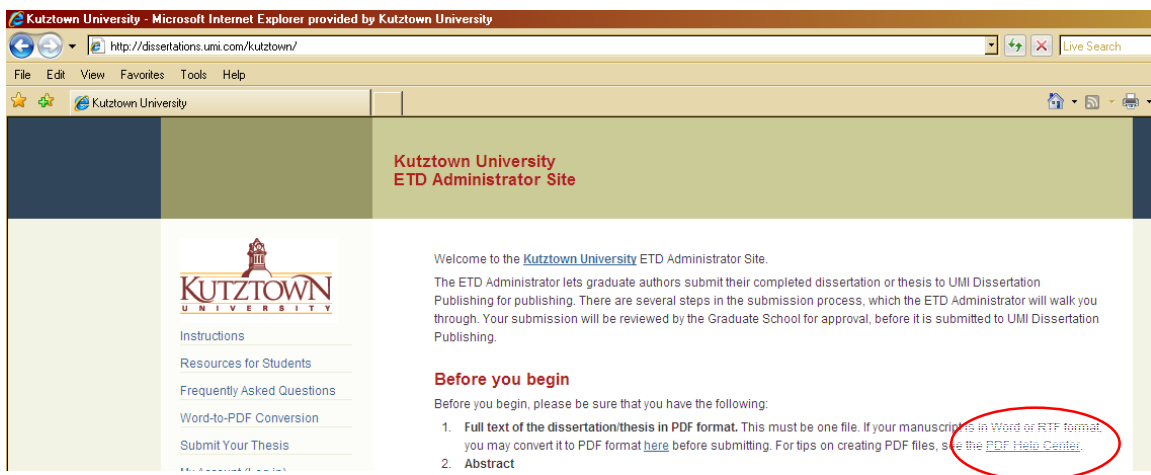 Kutztown University - Microsoft Internet Explorer provided by Kutztown University
http://dissertations.umi.com/kutztown/
Live Search
File Edit View Favorites Tools Help
Kutztown University
Kutztown University
ETD Administrator Site
KUTZTOWN
UNIVERSITY
Instructions
Resources for Students
Frequently Asked Questions
Word-to-PDF Conversion
Submit Your Thesis
My Account (Log in)
Welcome to the Kutztown University ETD Administrator Site.
The ETD Administrator lets graduate authors submit their completed dissertation or thesis to UMI Dissertation
Publishing for publishing. There are several steps in the submission process, which the ETD Administrator will walk you
through. Your submission will be reviewed by the Graduate School for approval, before it is submitted to UMI Dissertation
Publishing.
Before you begin
Before you begin, please be sure that you have the following:
1. Full text of the dissertation/thesis in PDF format. This must be one file. If your manuscript is in Word or RTF format,
you may convert it to PDF format here before submitting. For tips on creating PDF files, see the PDF Help Center.
2. Abstract